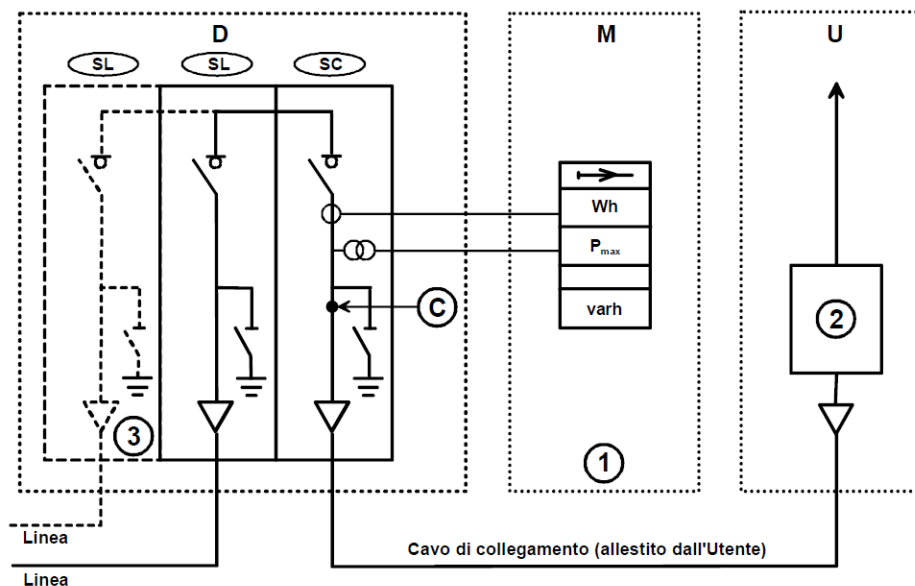 D
M
U
SL
SL
SC
Wh
Pmax
varh
C
2
3
1
Linea
Cavo di collegamento (allestito dall'Utente)
Linea